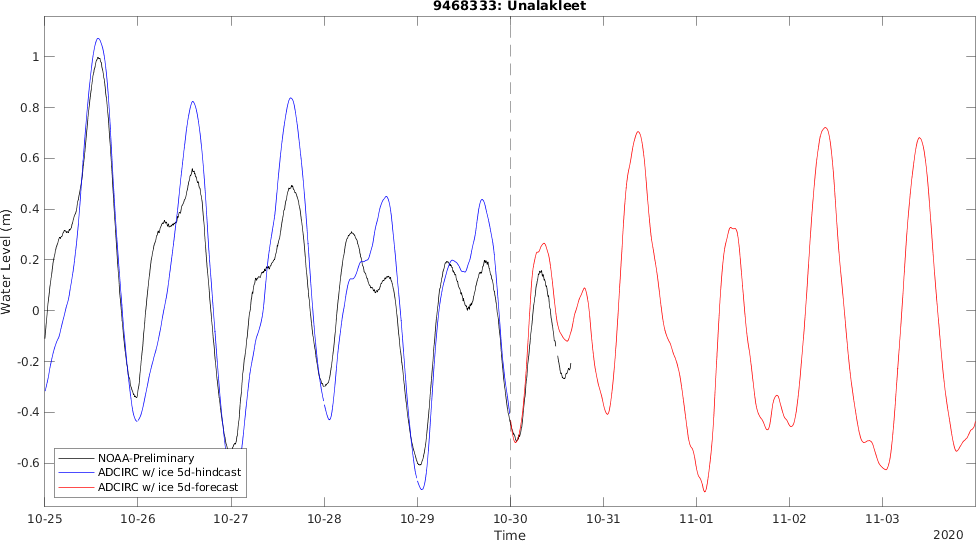 9468333: Unalakleet
Water Level (m)
1
0.8
0.6
0.4
0.2
0
-0.2
-0.4
-0.6
NOAA-Preliminary
ADCIRC w/ ice 5d-hindcast
ADCIRC w/ ice 5d-forecast
10-25 10-26 10-27 10-28 10-29 10-30 10-31 11-01 11-02 11-03
Time
2020